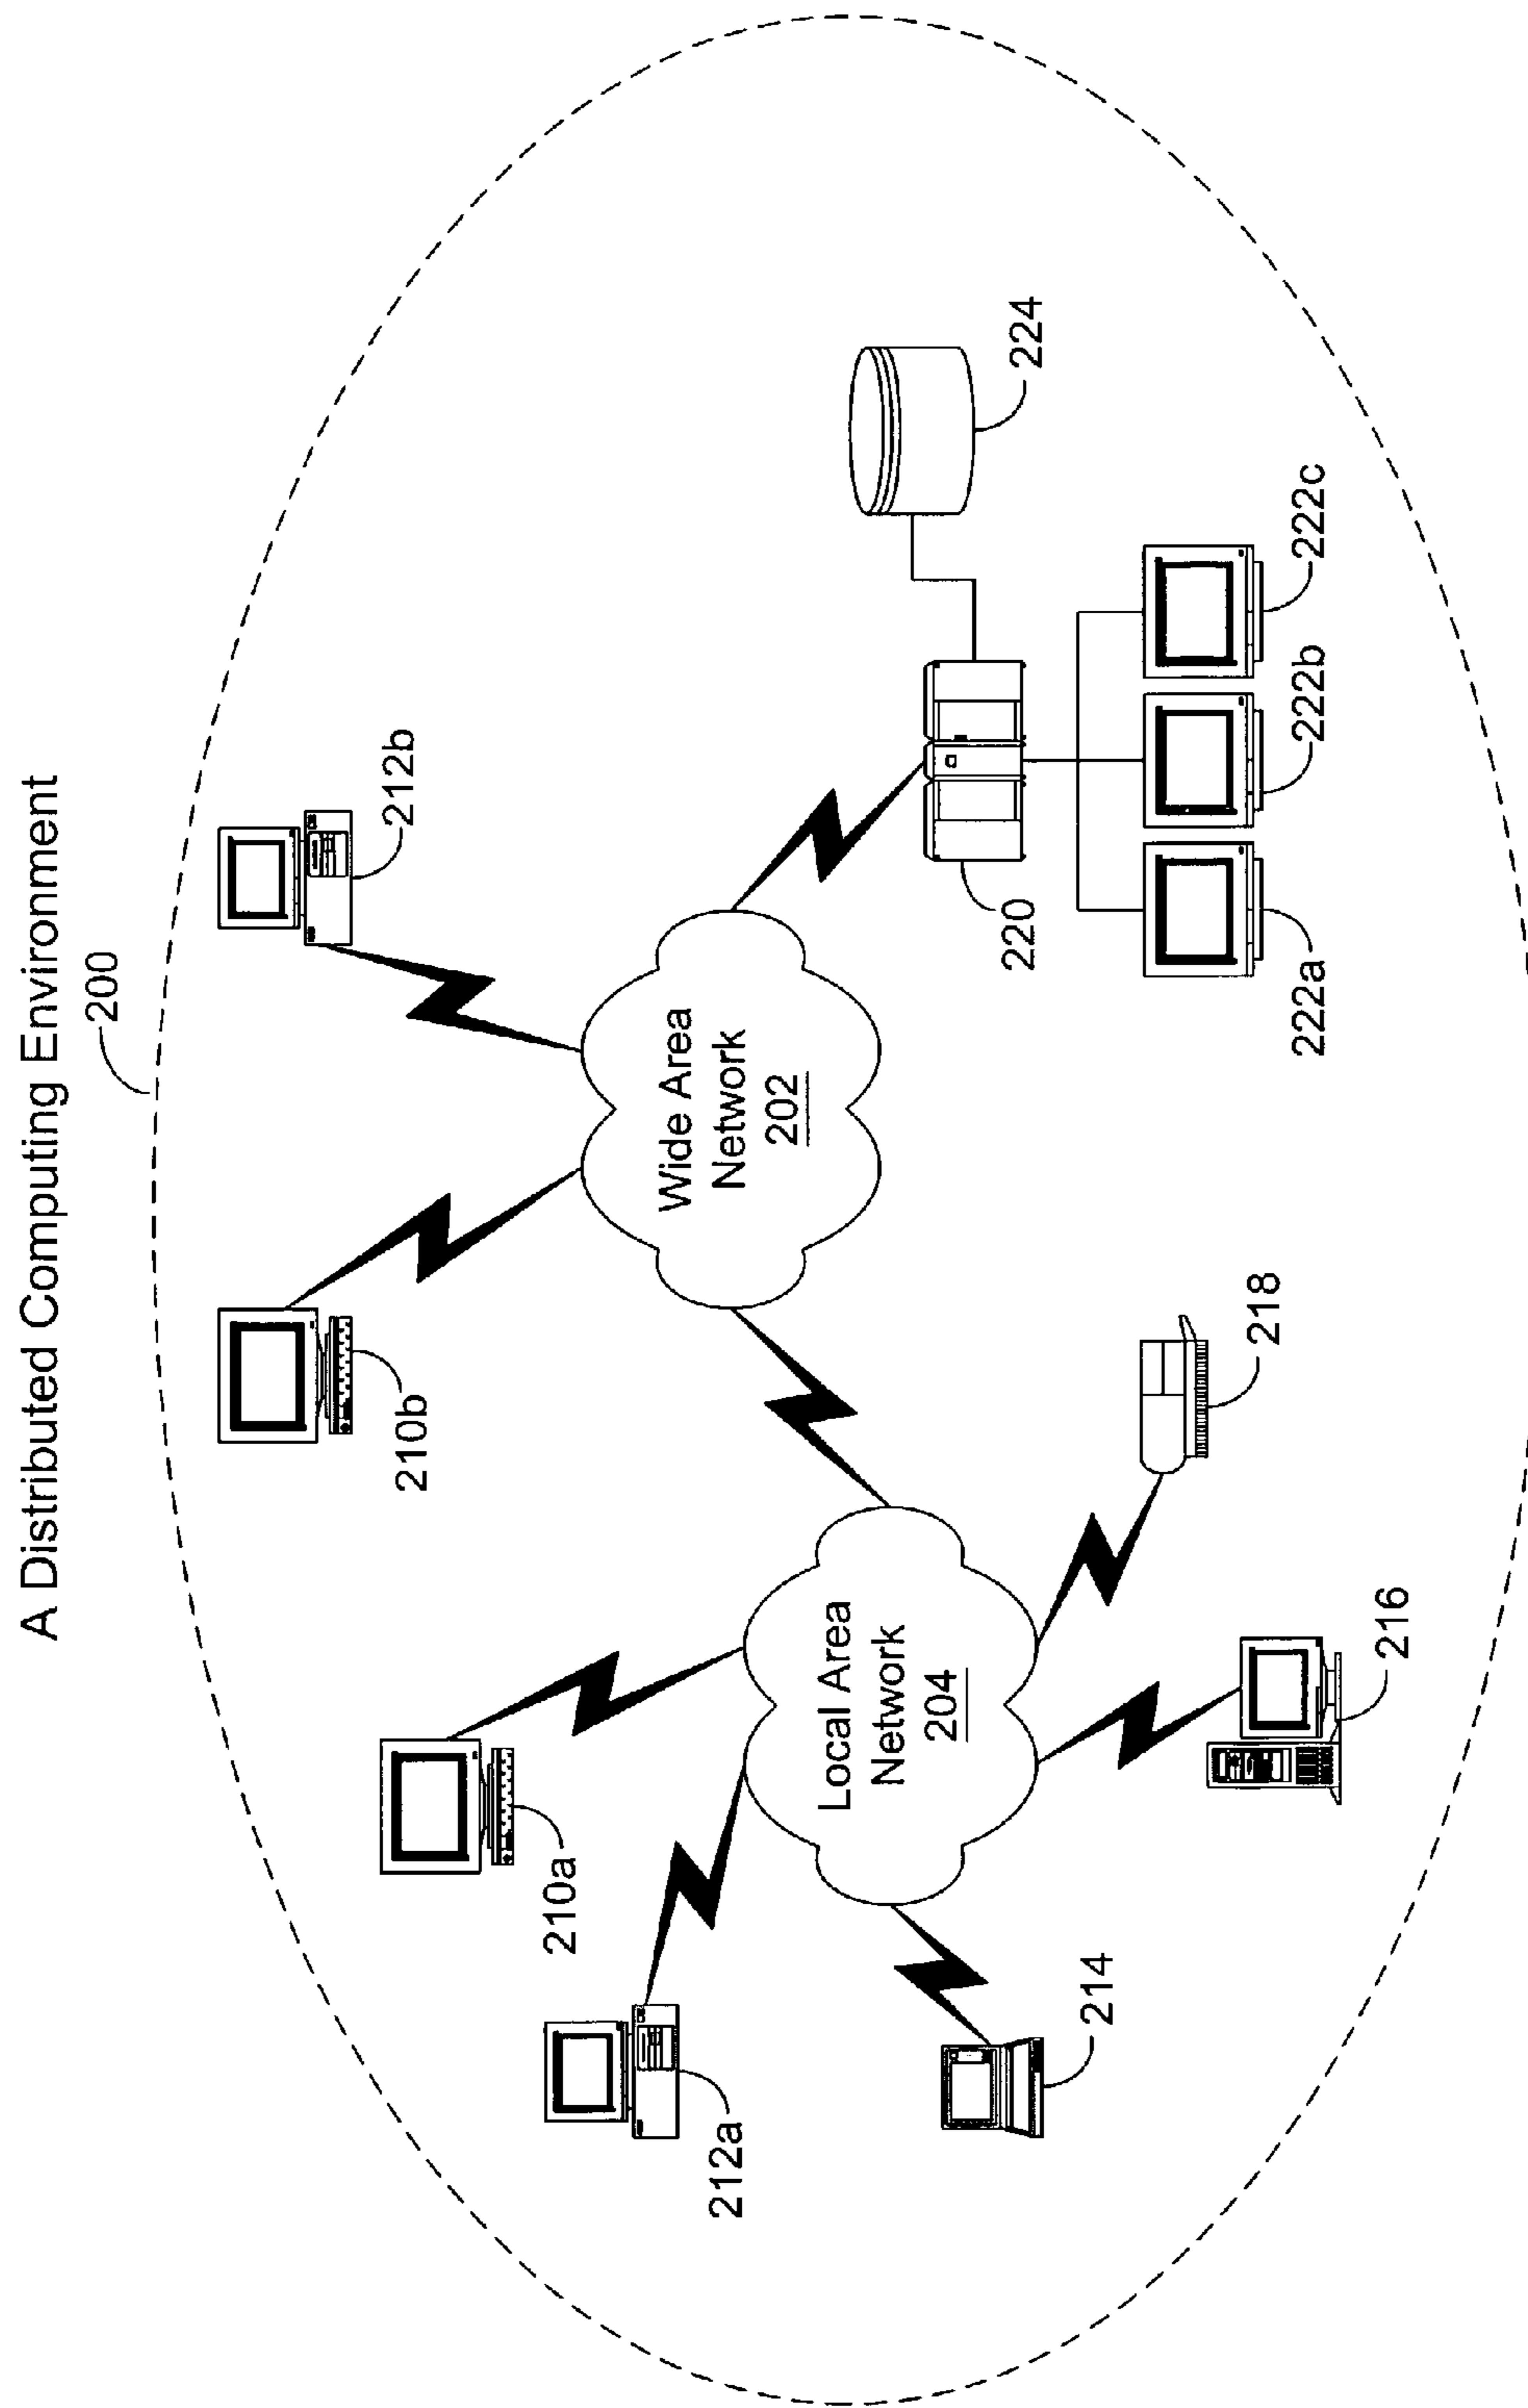 A Distributed Computing Environment
200
212b
210b
210a
212a
Wide Area
Network
202
224
220
Local Area
Network
204
222a
222b
222c
218
214
216